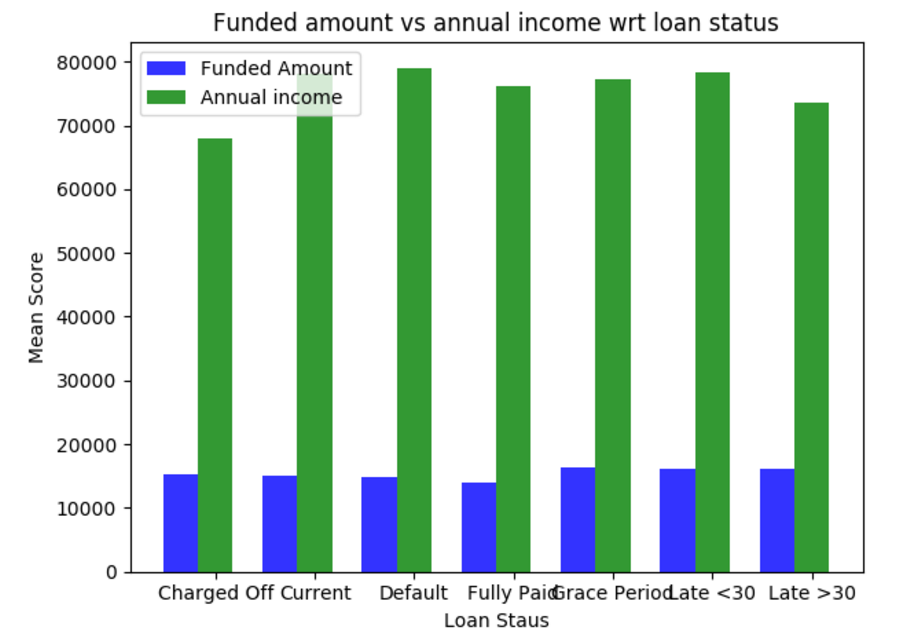 Funded amount vs annual income wrt loan status
Funded Amount
Annual income
80000
70000
60000
50000
40000
30000
20000
10000
0
Mean Score
Charged Off Current Default Fully Paid Grace Period Late <30 Late >30
Loan Staus